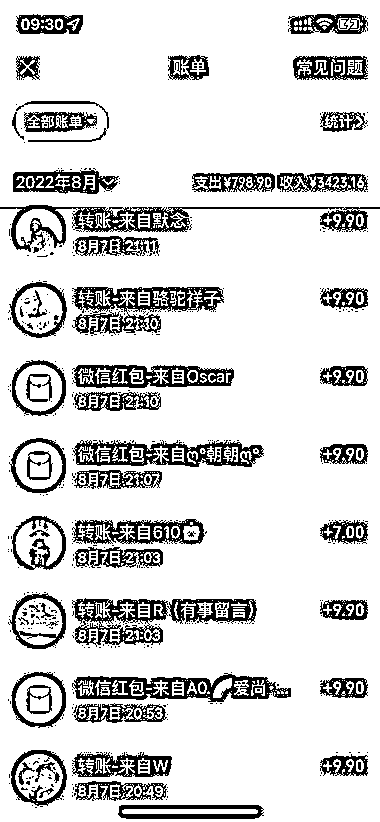 09:30
账单
常见问题
全部账单
统计
2022年8月
支出¥798.90 收入¥3423.16
转账-来自默念
+9.90
8月7日 21:11
转账-来自骆驼祥子
+9.90
8月7日 21:10
微信红包-来自Oscar
+9.90
8月7日 21:10
微信红包-来自ღ°朝朝ღ°
+9.90
8月7日 21:07
转账-来自610
+7.00
8月7日 21:03
转账-来自R（有事留言）
+9.90
8月7日 21:03
微信红包-来自A0.🌈爱尚·...
+9.90
8月7日 20:53
转账-来自W
+9.90
8月7日 20:49